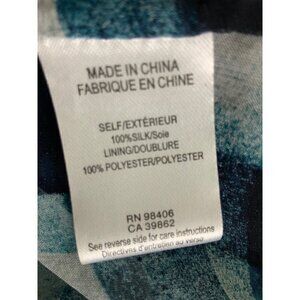 MADE IN CHINA
FABRIQUE EN CHINE
SELF/EXTÉRIEUR
100%SILK/Soie
LINING/DOUBLURE
100% POLYESTER/POLYESTER
RN 98406
CA 39862
See reverse side for care instructions
Directives d'entretien au verso